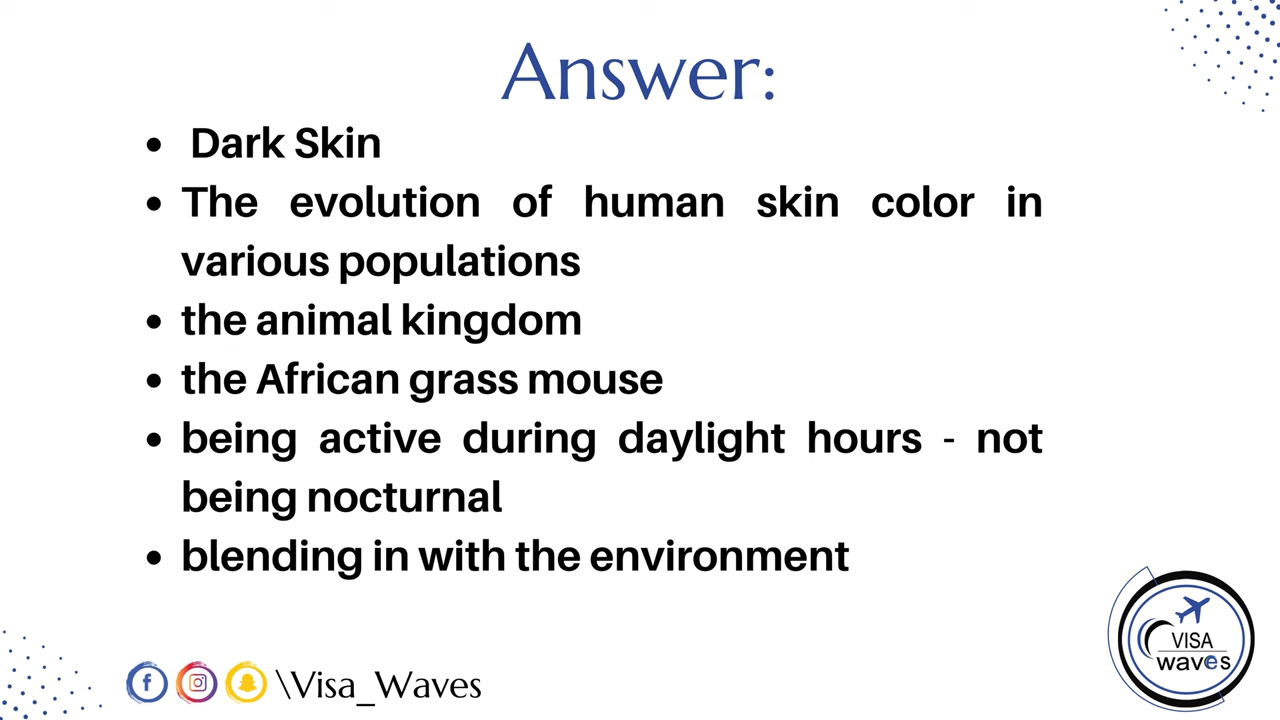 Answer:
• Dark Skin
• The evolution of human skin color in
various populations
• the animal kingdom
• the African grass mouse
• being active during daylight hours - not
being nocturnal
• blending in with the environment
VISA
waves
\Visa_Waves